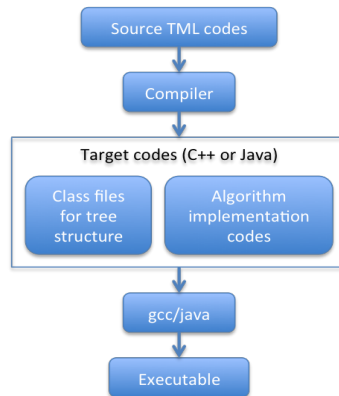 Source TML codes
Compiler
Target codes (C++ or Java)
Class files
for tree
structure
Algorithm
implementation
codes
gcc/java
Executable